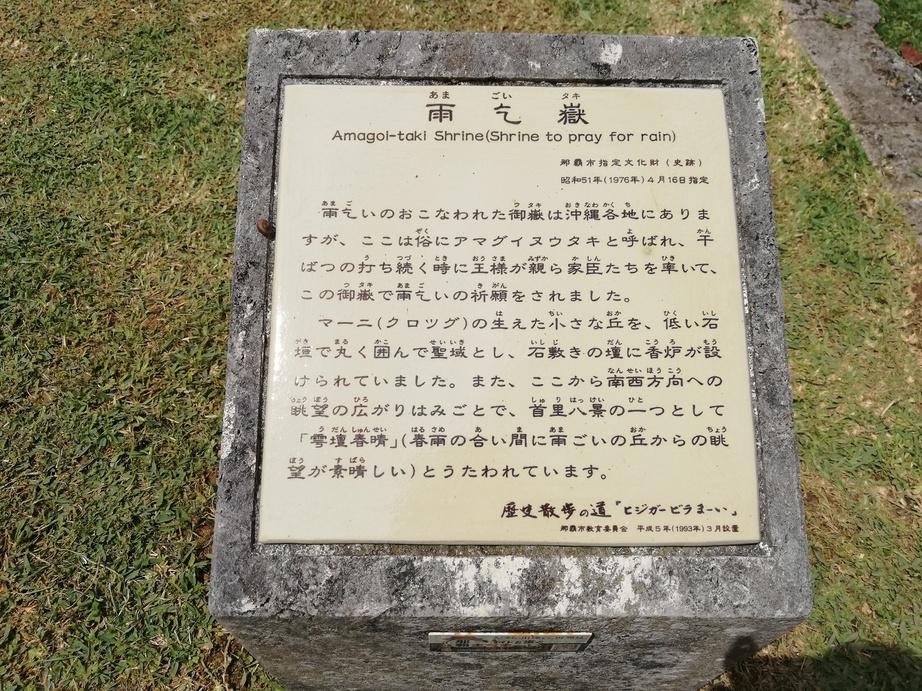 雨乞嶽
Amagoi-taki Shrine(Shrine to pray for rain)
那覇市指定文化財(史跡)
昭和51年(1976年)4月16日指定
雨乞いのおこなわれた御嶽は沖縄各地にありま
すが、ここは俗にアマグイヌウタキと呼ばれ、干
ばつの打ち続く時に王様が親ら家臣たちを率いて、
この御嶽で雨乞いの祈願をされました。
マーニ(クロツグ)の生えた小さな丘を、低い石
垣で丸く囲んで聖域とし、石敷きの壇に香炉が設
けられていました。また、ここから南西方向への
眺望の広がりはみごとで、首里八景の一つとして
「雩壇春晴」(春雨の合い間に雨ごいの丘からの眺
望が素晴しい)とうたわれています。
歴史散歩の道「ヒジガービラまーい」
那覇市教育委員会 平成5年(1993年)3月設置